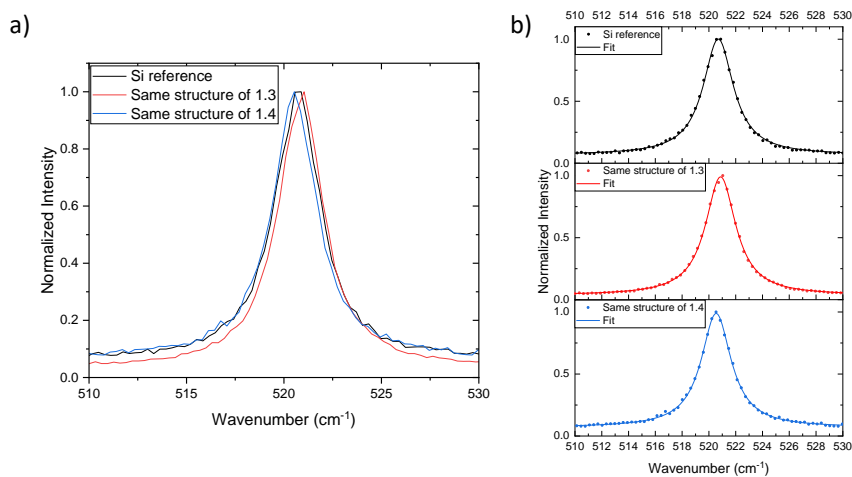 a)
Si reference
Same structure of 1.3
Same structure of 1.4
1.0
0.8
0.6
0.4
0.2
0.0
Normalized Intensity
510 515 520 525 530
Wavenumber (cm⁻¹)
b)
510 512 514 516 518 520 522 524 526 528 530
Si reference
Fit
1.0
0.5
0.0
Same structure of 1.3
Fit
1.0
0.5
0.0
Normalized Intensity
Same structure of 1.4
Fit
1.0
0.5
0.0
510 512 514 516 518 520 522 524 526 528 530
Wavenumber (cm⁻¹)